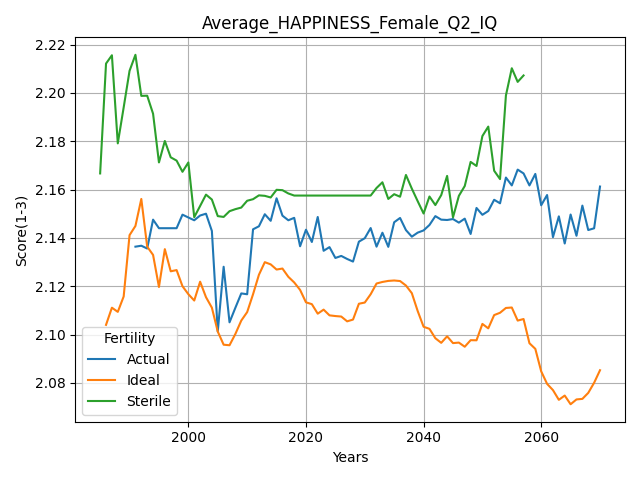 Average_HAPPINESS_Female_Q2_IQ
Score(1-3)
2.22
2.20
2.18
2.16
2.14
2.12
2.10
2.08
Fertility
Actual
Ideal
Sterile
2000
2020
2040
2060
Years